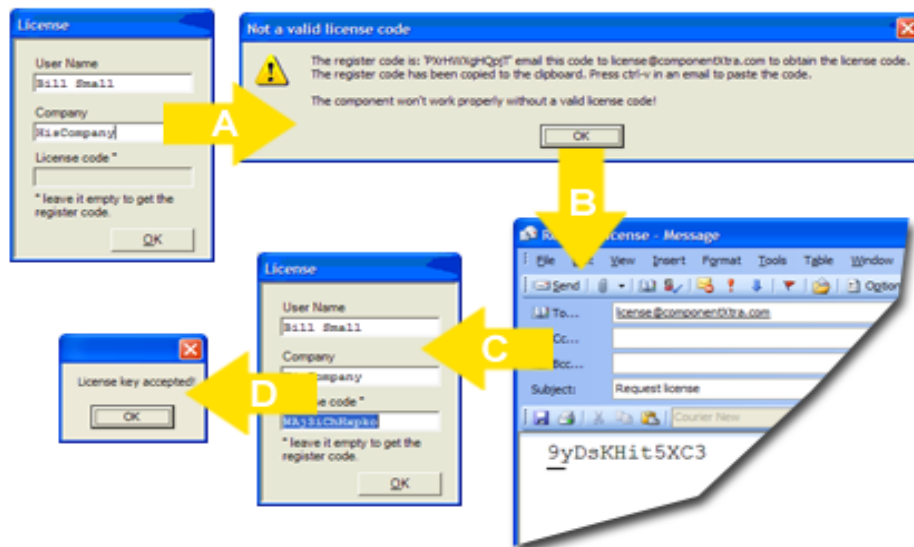 License
User Name
Bill Small
Company
HisCompany
License code *
* leave it empty to get the
register code.
OK
A
Not a valid license code
The register code is: email this code to license@componentXtra.com to obtain the license code.
The register code has been copied to the clipboard. Press ctrl-v in an email to paste the code.
The component won't work properly without a valid license code!
OK
B
- Message
File View Insert Format Tools Table Window
Send
To... license@componentXtra.com
Subject: Request license
Courier New
9yDsKHit5XC3
C
License
User Name
Bill Small
Company
code *
* leave it empty to get the
register code.
OK
D
License key accepted!
OK